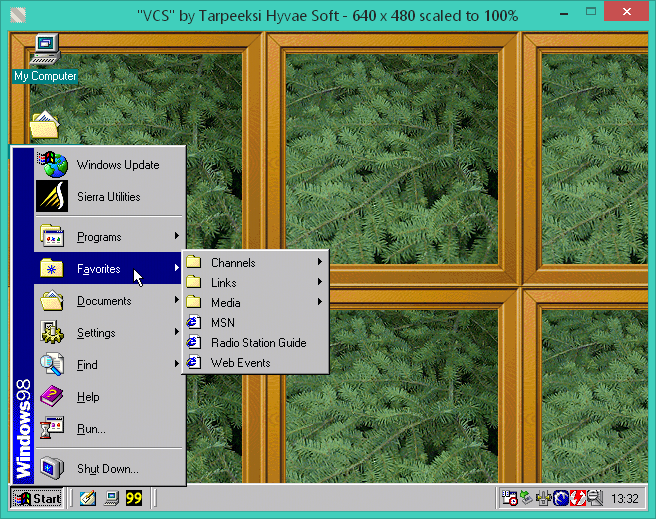 "VCS" by Tarpeeksi Hyvae Soft - 640 x 480 scaled to 100%
My Computer
Windows Update
Sierra Utilities
Programs
Favorites
Documents
Settings
Find
Help
Run...
Shut Down...
Channels
Links
Media
MSN
Radio Station Guide
Web Events
Windows98
Start
99
13:32